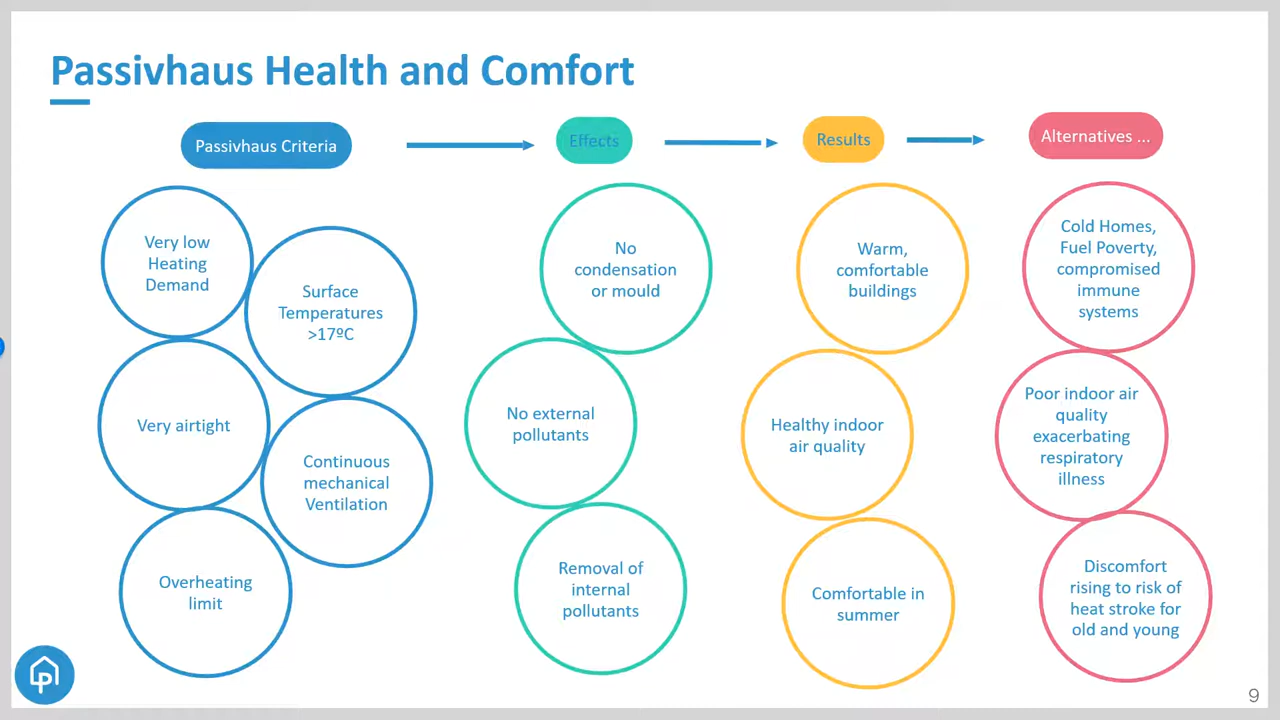 Passivhaus Health and Comfort
Passivhaus Criteria
Effects
Results
Alternatives ...
Very low
Heating
Demand
Surface
Temperatures
>17ºC
Very airtight
Continuous
mechanical
Ventilation
Overheating
limit
No
condensation
or mould
No external
pollutants
Removal of
internal
pollutants
Warm,
comfortable
buildings
Healthy indoor
air quality
Comfortable in
summer
Cold Homes,
Fuel Poverty,
compromised
immune
systems
Poor indoor air
quality
exacerbating
respiratory
illness
Discomfort
rising to risk of
heat stroke for
old and young
9